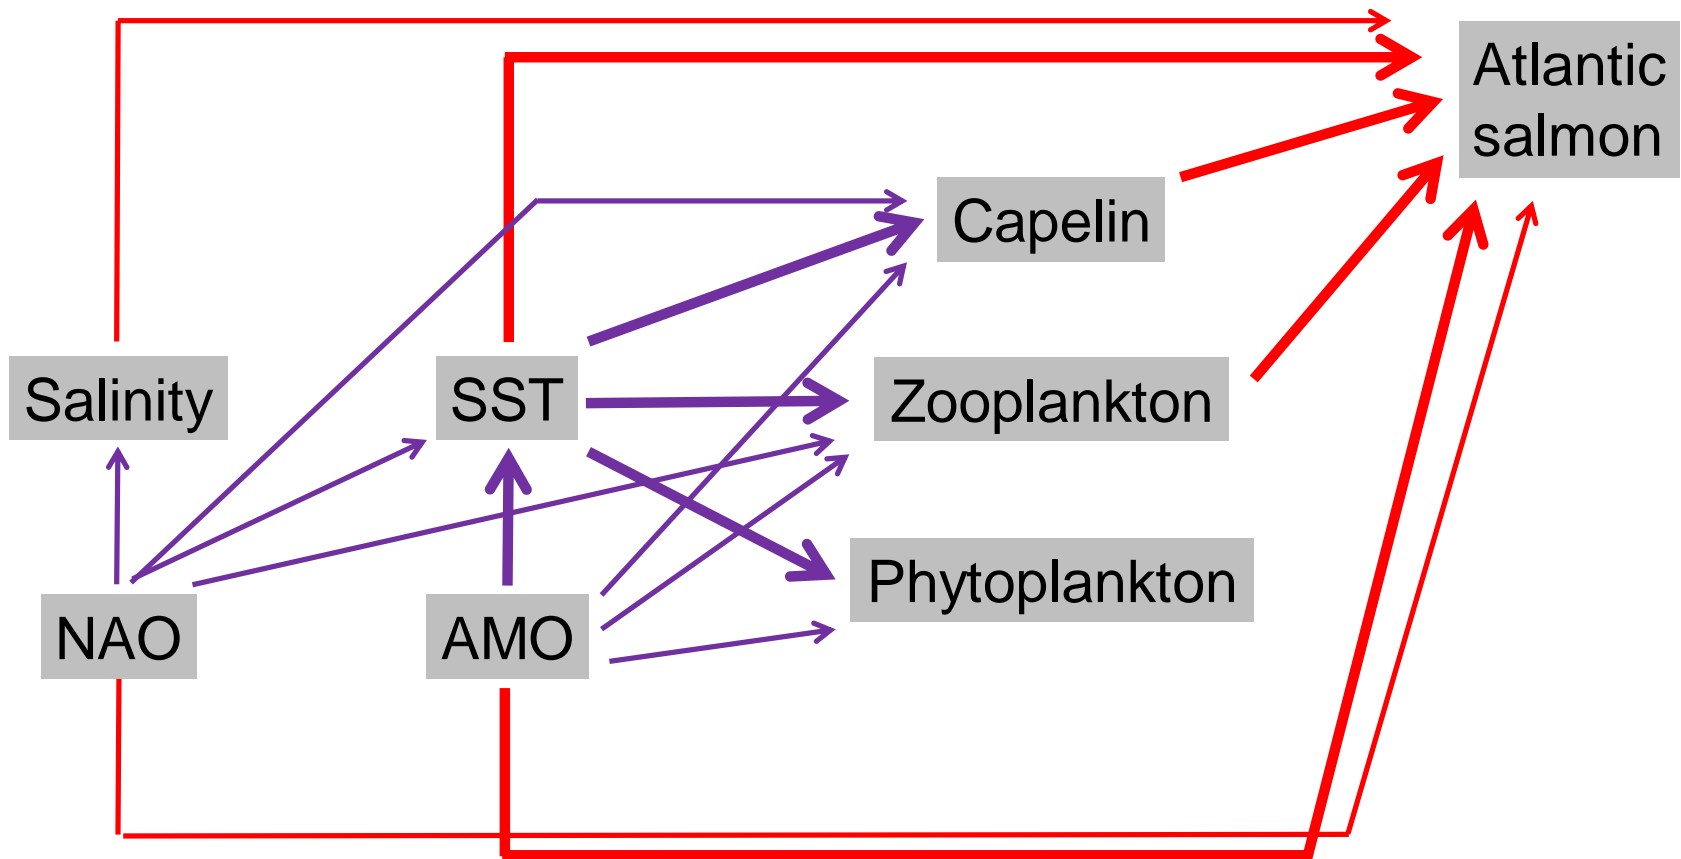 Atlantic
salmon
Capelin
Salinity
SST
Zooplankton
Phytoplankton
NAO
AMO